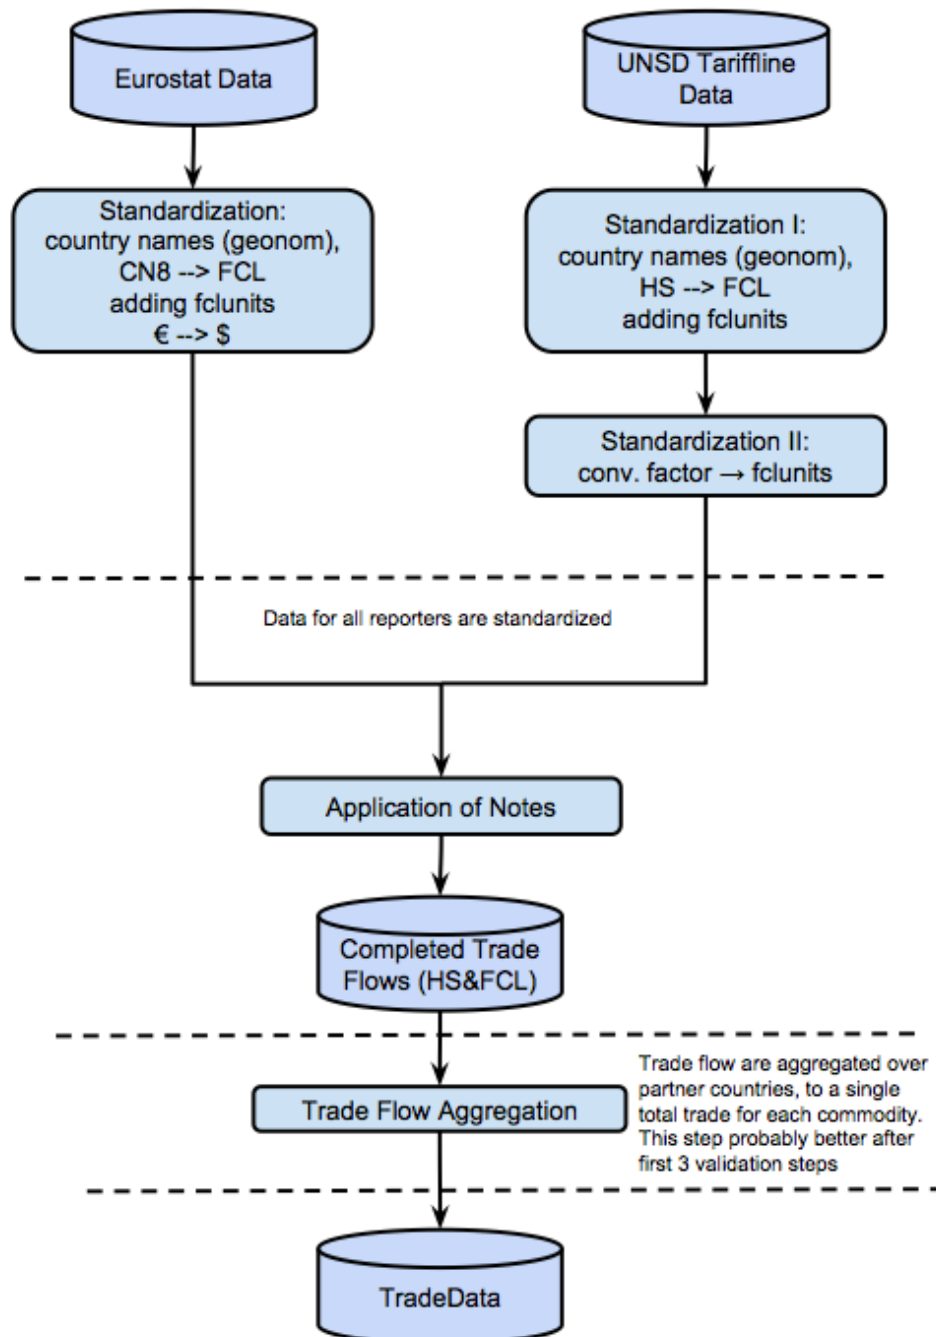 Eurostat Data
UNSD Tariffline
Data
Standardization:
country names (geonom),
CN8 --> FCL
adding fclunits
€ --> $
Standardization I:
country names (geonom),
HS --> FCL
adding fclunits
Standardization II:
conv. factor → fclunits
Data for all reporters are standardized
Application of Notes
Completed Trade
Flows (HS&FCL)
Trade Flow Aggregation
Trade flow are aggregated over
partner countries, to a single
total trade for each commodity.
This step probably better after
first 3 validation steps
TradeData